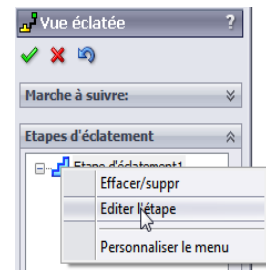 Vue éclatée ?
Marche à suivre:
Etapes d'éclatement
Etape d'éclatement1
Effacer/suppr
Editer l'étape
Personnaliser le menu